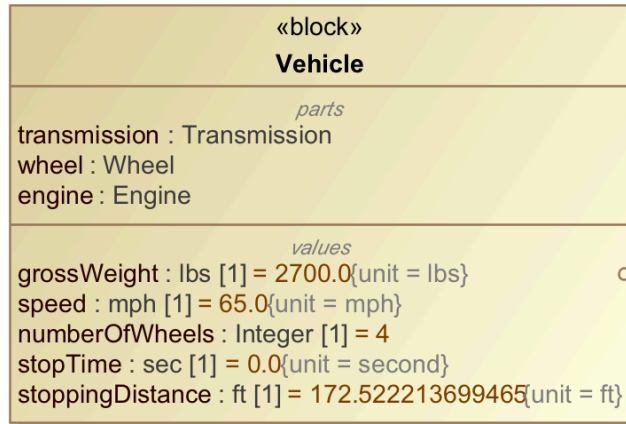 «block»
Vehicle
parts
transmission : Transmission
wheel : Wheel
engine : Engine
values
grossWeight : lbs [1] = 2700.0{unit = lbs}
speed : mph [1] = 65.0{unit = mph}
numberOfWheels : Integer [1] = 4
stopTime : sec [1] = 0.0{unit = second}
stoppingDistance : ft [1] = 172.522213699465{unit = ft}